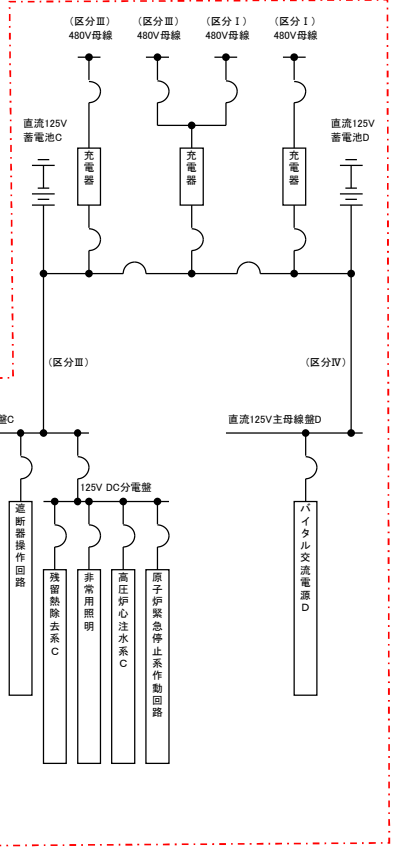 (区分Ⅲ)
480V母線
(区分Ⅲ)
480V母線
(区分Ⅰ)
480V母線
(区分Ⅰ)
480V母線
直流125V
蓄電池C
直流125V
蓄電池D
充電器
充電器
充電器
(区分Ⅲ)
(区分Ⅳ)
盤C
直流125V主母線盤D
125V DC分電盤
遮断器操作回路
残留熱除去系C
非常用照明
高圧炉心注水系C
原子炉緊急停止系作動回路
バイタル交流電源D